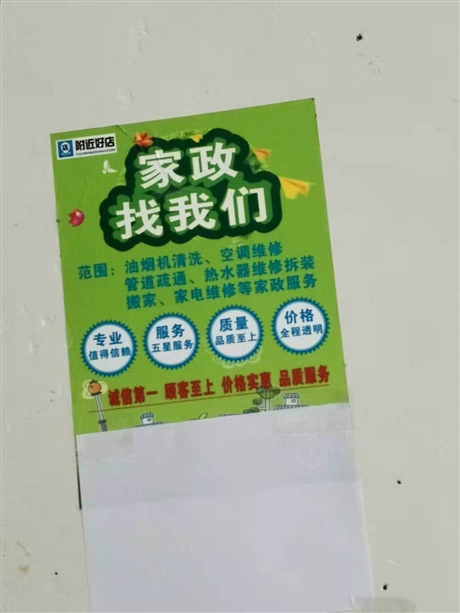 附近好店
家政
找我们
范围：油烟机清洗、空调维修
管道疏通、热水器维修拆装
搬家、家电维修等家政服务
专业
值得信赖
服务
五星服务
质量
品质至上
价格
全程透明
诚信第一 顾客至上 价格实惠 品质服务